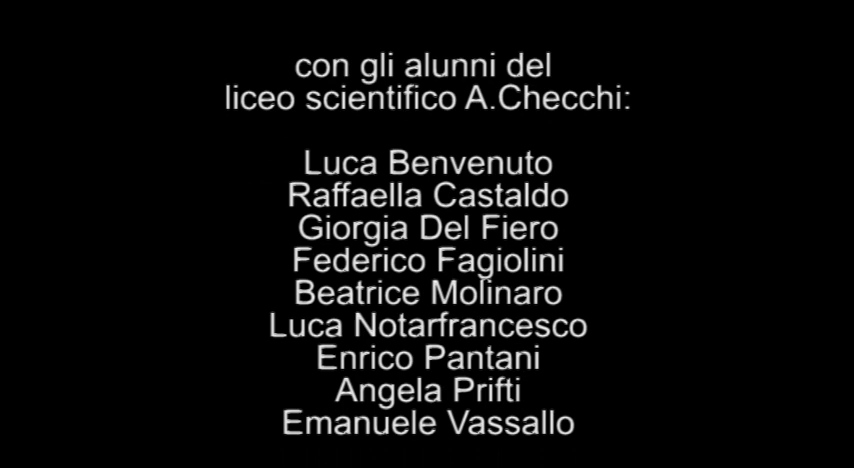 con gli alunni del
liceo scientifico A.Checchi:
Luca Benvenuto
Raffaella Castaldo
Giorgia Del Fiero
Federico Fagiolini
Beatrice Molinaro
Luca Notarfrancesco
Enrico Pantani
Angela Prifti
Emanuele Vassallo